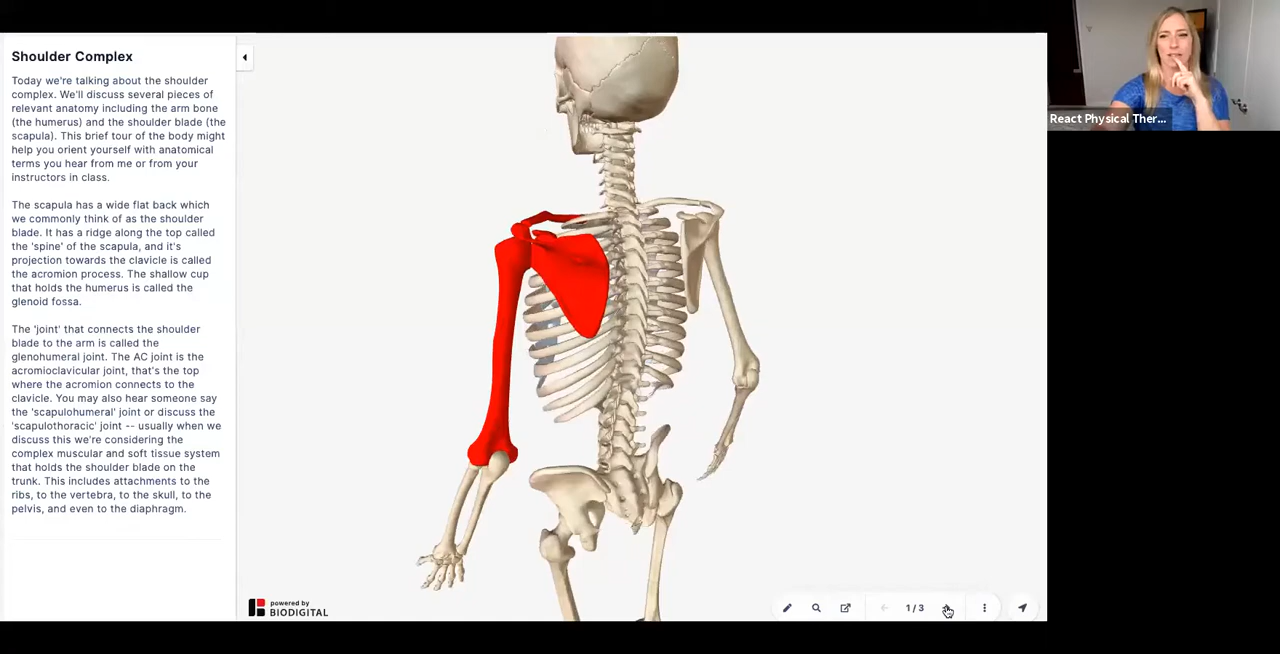 Shoulder Complex
Today we're talking about the shoulder
complex. We'll discuss several pieces of
relevant anatomy including the arm bone
(the humerus) and the shoulder blade (the
scapula). This brief tour of the body might
help you orient yourself with anatomical
terms you hear from me or from your
instructors in class.
The scapula has a wide flat back which
we commonly think of as the shoulder
blade. It has a ridge along the top called
the 'spine' of the scapula, and it's
projection towards the clavicle is called
the acromion process. The shallow cup
that holds the humerus is called the
glenoid fossa.
The 'joint' that connects the shoulder
blade to the arm is called the
glenohumeral joint. The AC joint is the
acromioclavicular joint, that's the top
where the acromion connects to the
clavicle. You may also hear someone say
the 'scapulohumeral' joint or discuss the
'scapulothoracic' joint -- usually when we
discuss this we're considering the
complex muscular and soft tissue system
that holds the shoulder blade on the
trunk. This includes attachments to the
ribs, to the vertebra, to the skull, to the
pelvis, and even to the diaphragm.
React Physical Ther...
powered by
BIODIGITAL
1 / 3